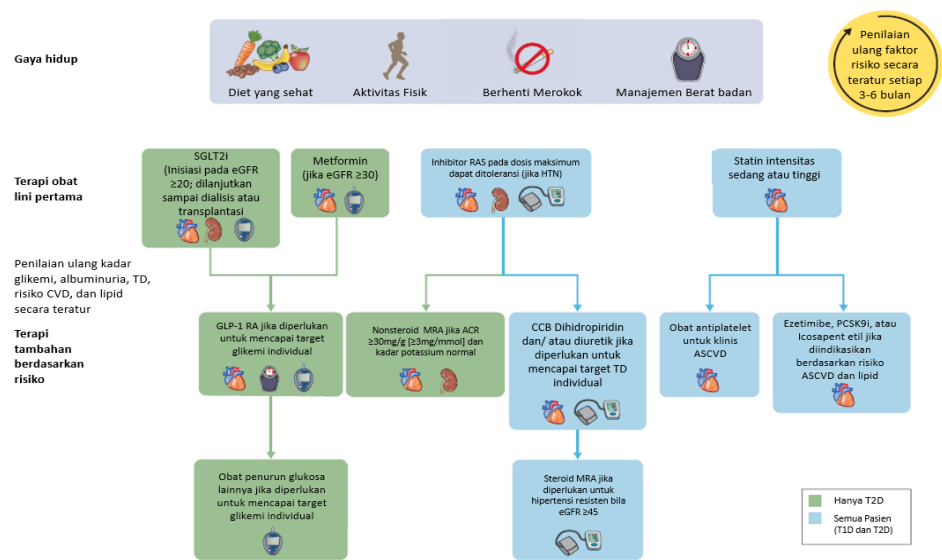 Gaya hidup
Diet yang sehat
Aktivitas Fisik
Berhenti Merokok
Manajemen Berat badan
Penilaian
ulang faktor
risiko secara
teratur setiap
3-6 bulan
Terapi obat
lini pertama
SGLT2i
(Inisiasi pada eGFR
≥20; dilanjutkan
sampai dialisis atau
transplantasi
Metformin
(jika eGFR ≥30)
Inhibitor RAS pada dosis maksimum
dapat ditoleransi (jika HTN)
Statin intensitas
sedang atau tinggi
Penilaian ulang kadar
glikemi, albuminuria, TD,
risiko CVD, dan lipid
secara teratur
Terapi
tambahan
berdasarkan
risiko
GLP-1 RA jika diperlukan
untuk mencapai target
glikemi individual
Nonsteroid MRA jika ACR
≥30mg/g [≥3mg/mmol] dan
kadar potassium normal
CCB Dihidropiridin
dan/ atau diuretik jika
diperlukan untuk
mencapai target TD
individual
Obat antiplatelet
untuk klinis
ASCVD
Ezetimibe, PCSK9i, atau
Icosapent etil jika
diindikasikan
berdasarkan risiko
ASCVD dan lipid
Obat penurun glukosa
lainnya jika diperlukan
untuk mencapai target
glikemi individual
Steroid MRA jika
diperlukan untuk
hipertensi resisten bila
eGFR ≥45
Hanya T2D
Semua Pasien
(T1D dan T2D)